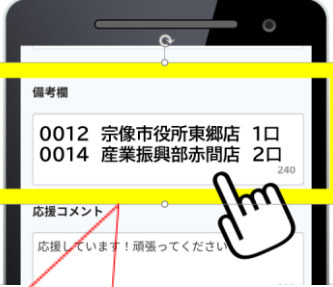 備考欄
0012 宗像市役所東郷店 1口
0014 産業振興部赤間店 2口
240
応援コメント
応援しています！頑張ってください